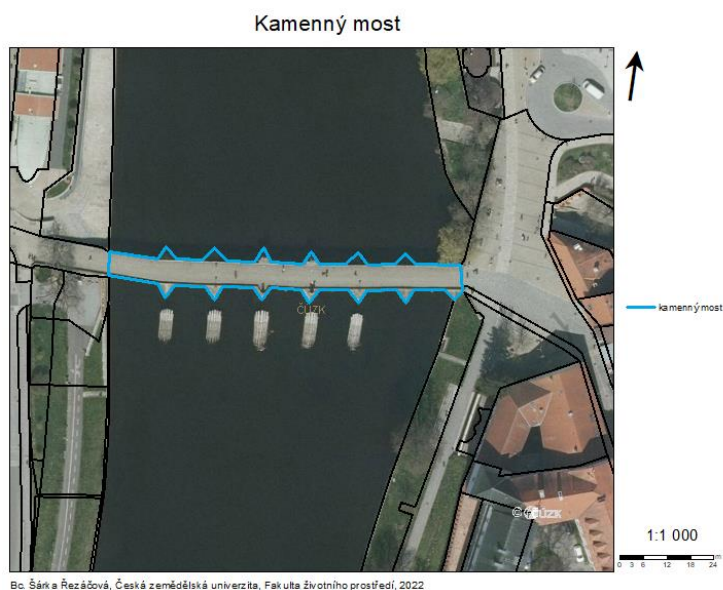 Kamenný most
ČÚZK
kamenný most
ČÚZK
1:1 000
m
0 3 6 12 18 24
Bc. Šárka Řezáčová, Česká zemědělská univerzita, Fakulta životního prostředí, 2022